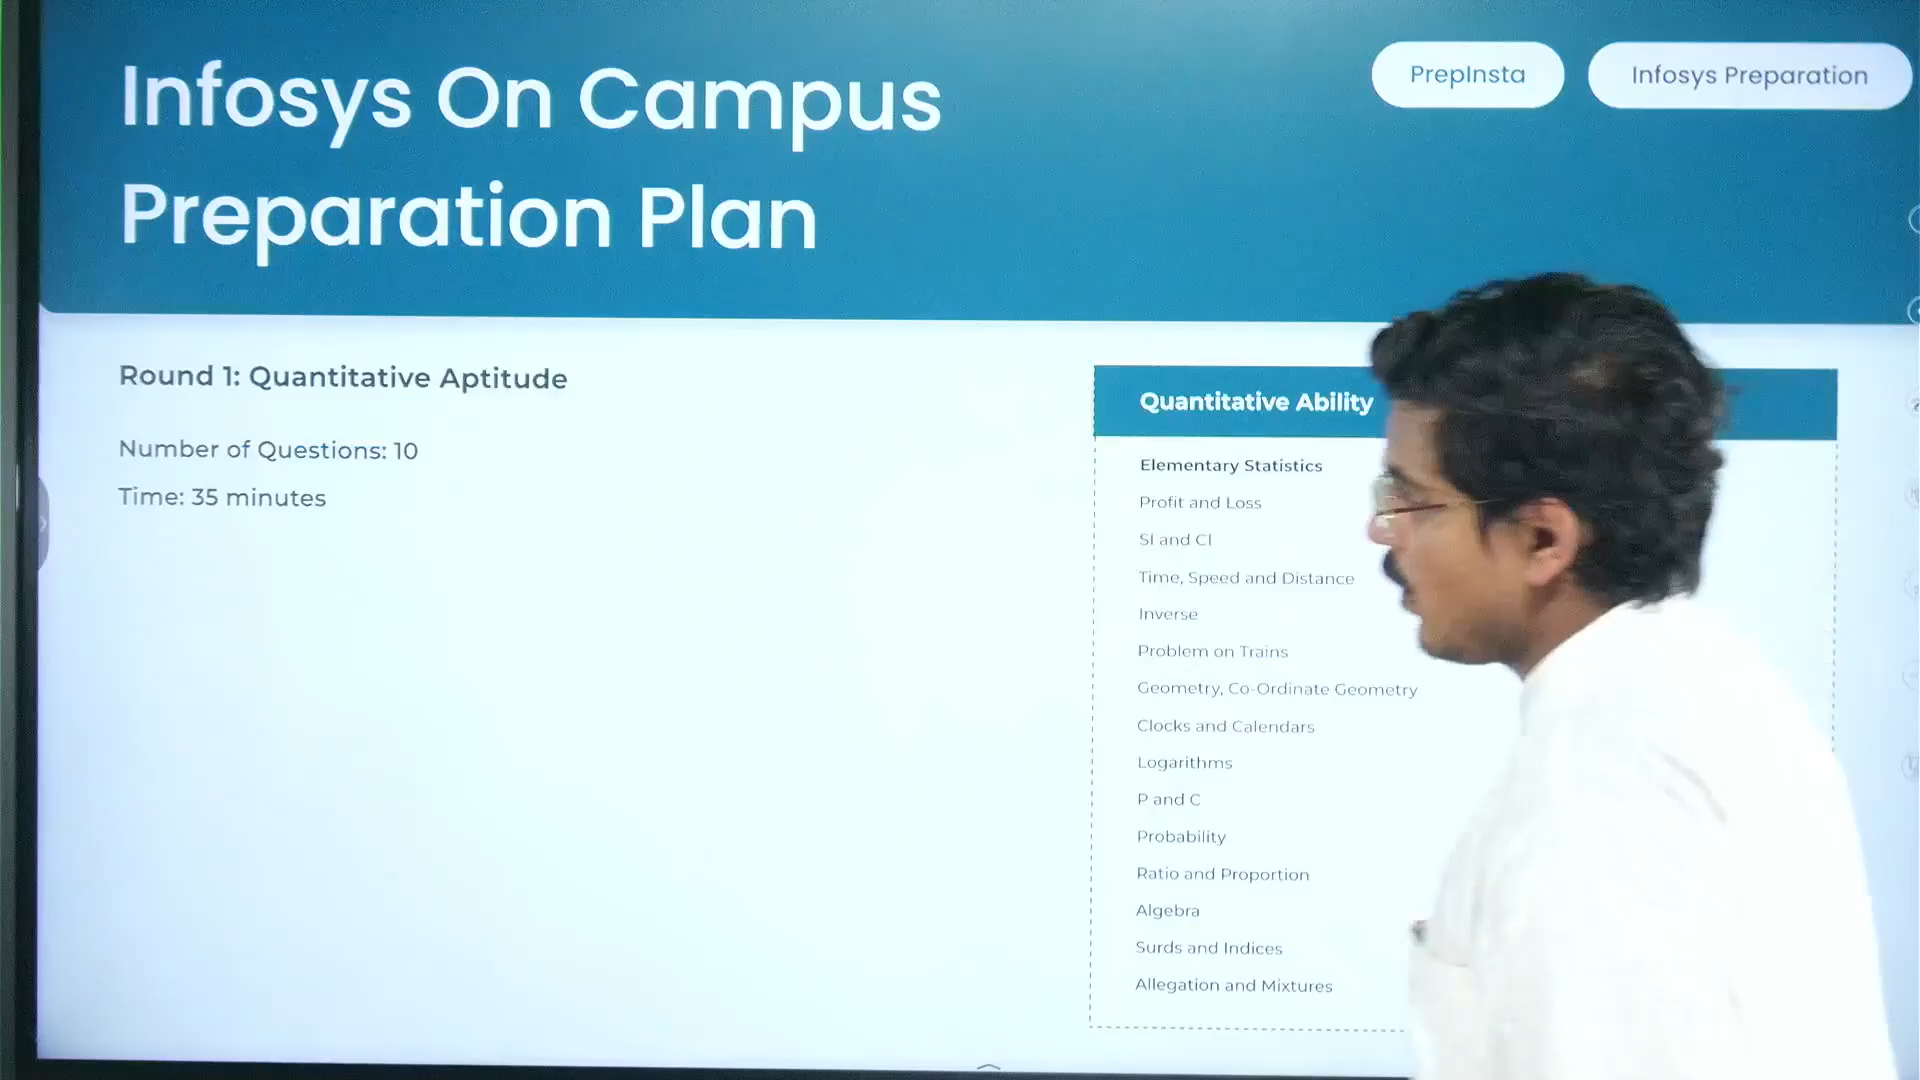 Infosys On Campus
Preparation Plan
PrepInsta
Infosys Preparation
Round 1: Quantitative Aptitude
Number of Questions: 10
Time: 35 minutes
Quantitative Ability
Elementary Statistics
Profit and Loss
SI and CI
Time, Speed and Distance
Inverse
Problem on Trains
Geometry, Co-Ordinate Geometry
Clocks and Calendars
Logarithms
P and C
Probability
Ratio and Proportion
Algebra
Surds and Indices
Allegation and Mixtures